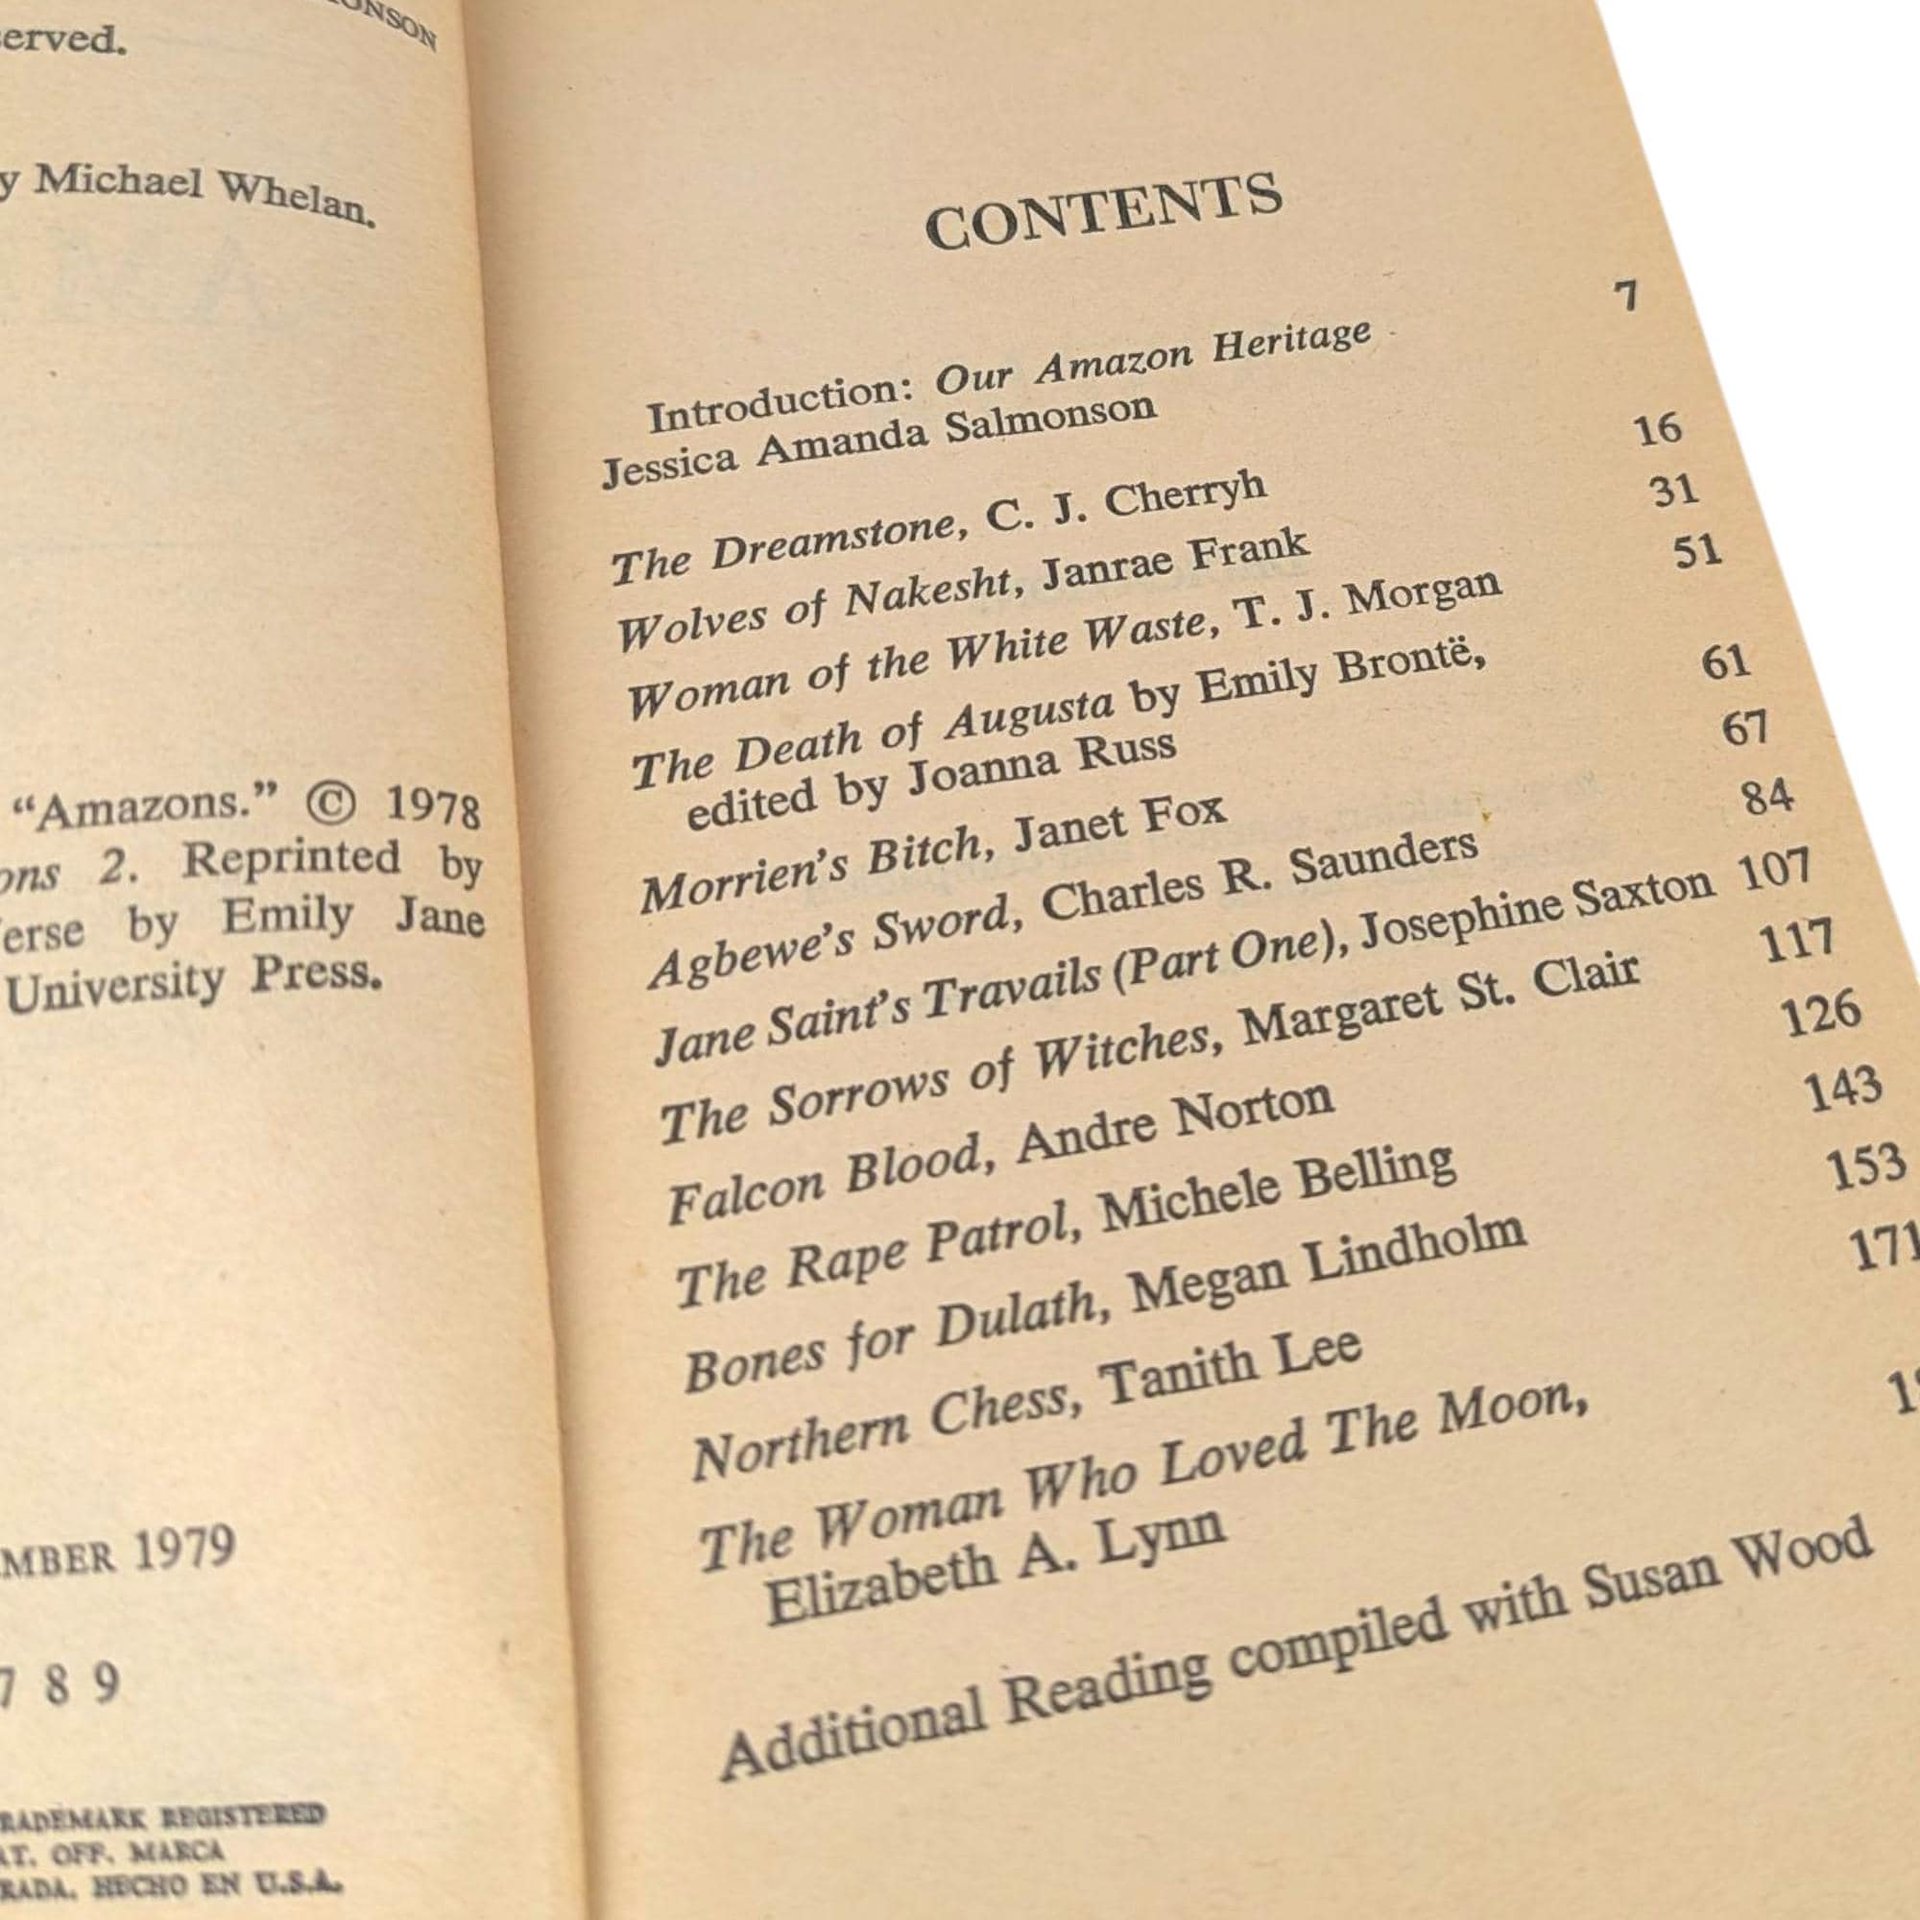 served.
Michael Whelan.
"Amazons." © 1978
2. Reprinted by
by Emily Jane
University Press.
1979
7 8 9
REGISTERED
OFF. MARCA
HECHO EN U.S.A.
CONTENTS
Introduction: Our Amazon Heritage 7
Jessica Amanda Salmonson
The Dreamstone, C. J. Cherryh 16
Wolves of Nakesht, Janrae Frank 31
Woman of the White Waste, T. J. Morgan 51
The Death of Augusta by Emily Brontë,
edited by Joanna Russ 61
Morrien's Bitch, Janet Fox 67
Agbewe's Sword, Charles R. Saunders 84
Jane Saint's Travails (Part One), Josephine Saxton 107
The Sorrows of Witches, Margaret St. Clair 117
Falcon Blood, Andre Norton 126
The Rape Patrol, Michele Belling 143
Bones for Dulath, Megan Lindholm 153
Northern Chess, Tanith Lee 171
The Woman Who Loved The Moon,
Elizabeth A. Lynn
Additional Reading compiled with Susan Wood